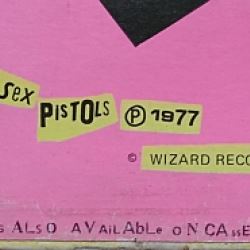 sex PISTOLS ℗ 1977
© WIZARD RECO
S ALSO AVAILABLE ON CASSE